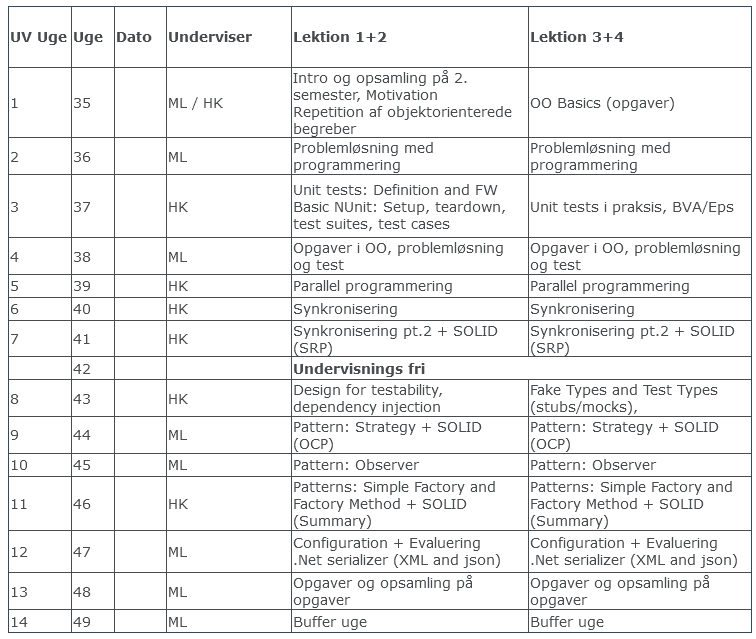 UV Uge Uge Dato Underviser Lektion 1+2 Lektion 3+4
1 35 ML / HK Intro og opsamling på 2.
semester, Motivation
Repetition af objektorienterede
begreber OO Basics (opgaver)
2 36 ML Problemløsning med
programmering Problemløsning med
programmering
3 37 HK Unit tests: Definition and FW
Basic NUnit: Setup, teardown,
test suites, test cases Unit tests i praksis, BVA/Eps
4 38 ML Opgaver i OO, problemløsning
og test Opgaver i OO, problemløsning
og test
5 39 HK Parallel programmering Parallel programmering
6 40 HK Synkronisering Synkronisering
7 41 HK Synkronisering pt.2 + SOLID
(SRP) Synkronisering pt.2 + SOLID
(SRP)
42 Undervisnings fri
8 43 HK Design for testability,
dependency injection Fake Types and Test Types
(stubs/mocks),
9 44 ML Pattern: Strategy + SOLID
(OCP) Pattern: Strategy + SOLID
(OCP)
10 45 ML Pattern: Observer Pattern: Observer
11 46 HK Patterns: Simple Factory and
Factory Method + SOLID
(Summary) Patterns: Simple Factory and
Factory Method + SOLID
(Summary)
12 47 ML Configuration + Evaluering
.Net serializer (XML and json) Configuration + Evaluering
.Net serializer (XML and json)
13 48 ML Opgaver og opsamling på
opgaver Opgaver og opsamling på
opgaver
14 49 ML Buffer uge Buffer uge